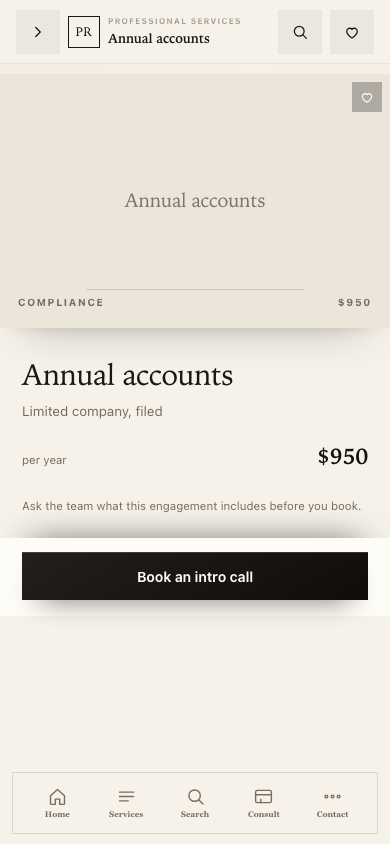 PR
PROFESSIONAL SERVICES
Annual accounts
Annual accounts
COMPLIANCE
$950
Annual accounts
Limited company, filed
per year
$950
Ask the team what this engagement includes before you book.
Book an intro call
Home
Services
Search
Consult
Contact